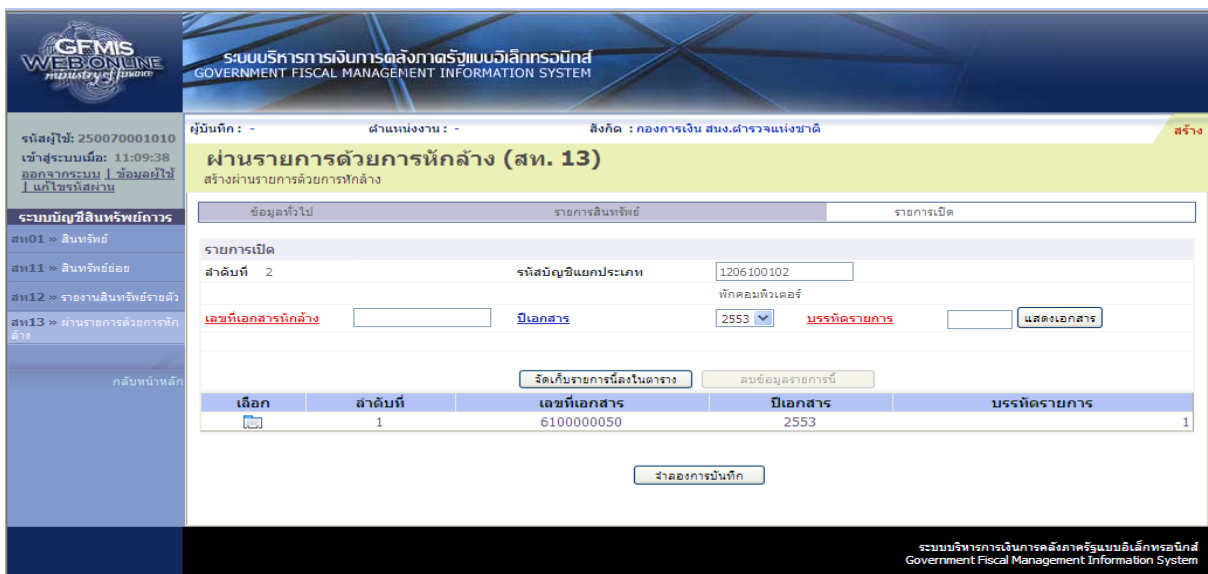 GFMIS
WEB ONLINE
ministry of finance
ระบบบริหารการเงินการคลังภาครัฐแบบอิเล็กทรอนิกส์
GOVERNMENT FISCAL MANAGEMENT INFORMATION SYSTEM
รหัสผู้ใช้: 250070001010
เข้าสู่ระบบเมื่อ: 11:09:38
ออกจากระบบ | ข้อมูลผู้ใช้
| แก้ไขรหัสผ่าน
ผู้บันทึก : - ตำแหน่งงาน : - สังกัด : กองการเงิน สนง.ตำรวจแห่งชาติ
สร้าง
ผ่านรายการด้วยการหักล้าง (สท. 13)
สร้างผ่านรายการด้วยการหักล้าง
ระบบบัญชีสินทรัพย์ถาวร
สท01 » สินทรัพย์
สท11 » สินทรัพย์ย่อย
สท12 » รายงานสินทรัพย์รายตัว
สท13 » ผ่านรายการด้วยการหัก
ล้าง
กลับหน้าหลัก
ข้อมูลทั่วไป รายการสินทรัพย์ รายการเปิด
รายการเปิด
ลำดับที่ 2 รหัสบัญชีแยกประเภท 1206100102
พักคอมพิวเตอร์
เลขที่เอกสารหักล้าง ปีเอกสาร 2553 บรรทัดรายการ แสดงเอกสาร
จัดเก็บรายการนี้ลงในตาราง ลบข้อมูลรายการนี้
เลือก ลำดับที่ เลขที่เอกสาร ปีเอกสาร บรรทัดรายการ
1 6100000050 2553 1
จำลองการบันทึก
ระบบบริหารการเงินการคลังภาครัฐแบบอิเล็กทรอนิกส์
Government Fiscal Management Information System